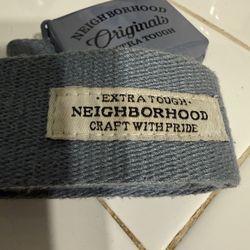 NEIGHBORHOOD
Originals
EXTRA TOUGH
· EXTRA TOUGH ·
NEIGHBORHOOD
CRAFT WITH PRIDE